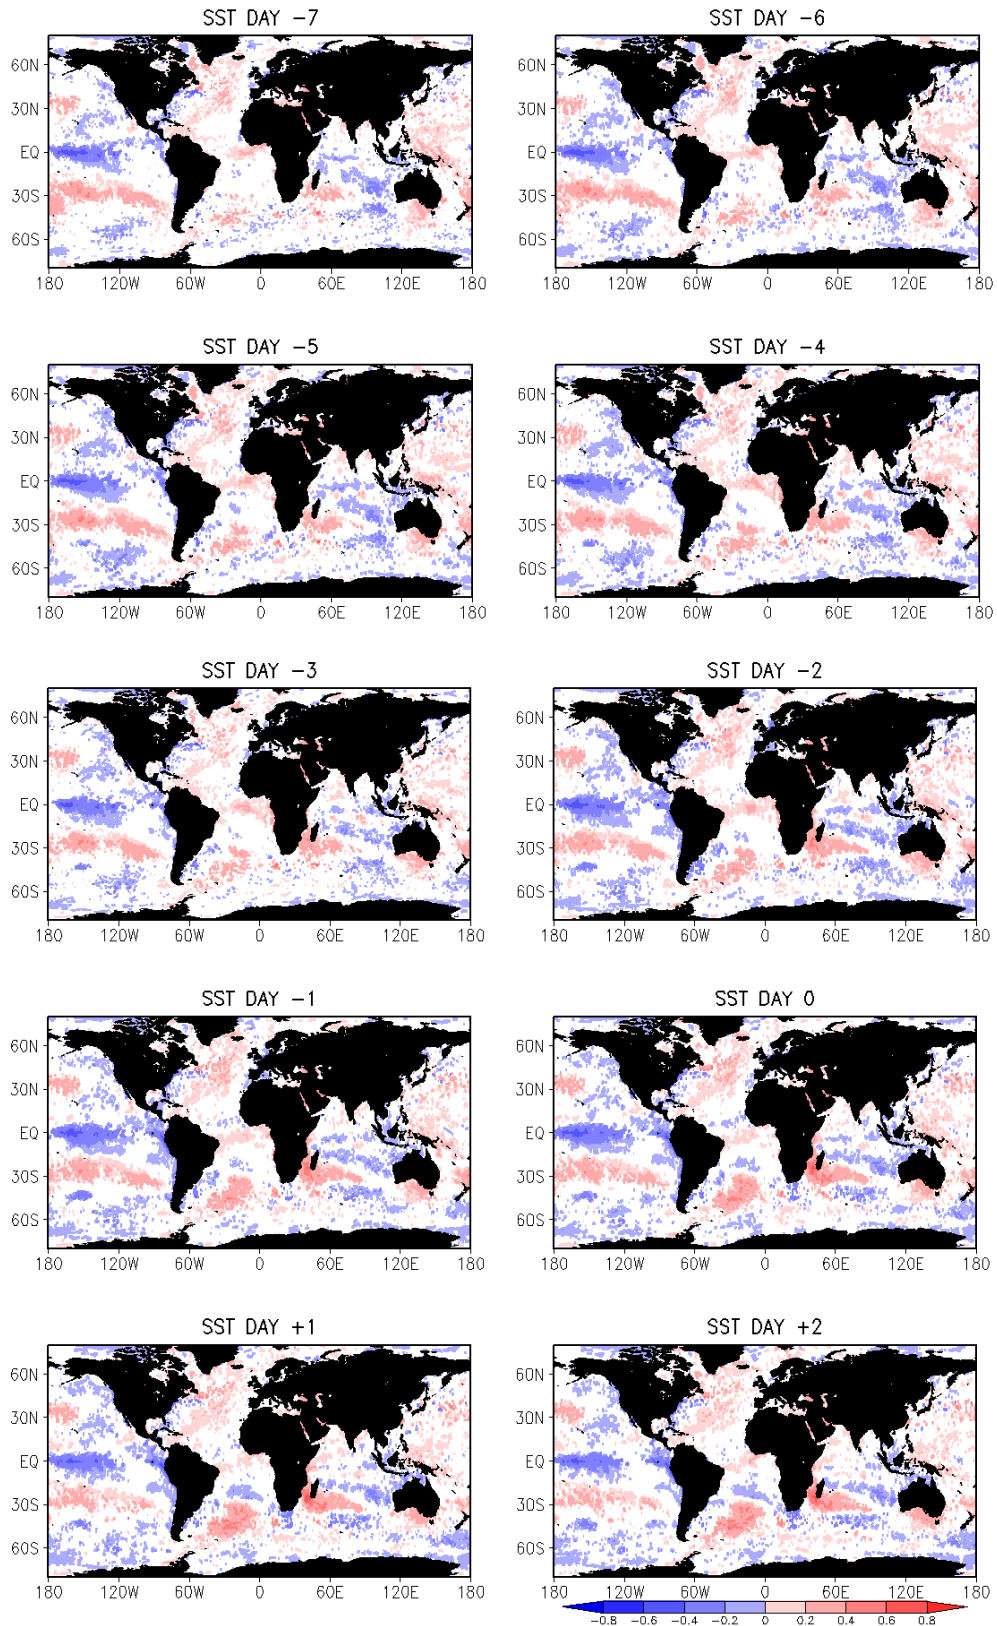 SST DAY −7
SST DAY −6
60N
30N
EQ
30S
60S
180 120W 60W 0 60E 120E 180
60N
30N
EQ
30S
60S
180 120W 60W 0 60E 120E 180
SST DAY −5
SST DAY −4
60N
30N
EQ
30S
60S
180 120W 60W 0 60E 120E 180
60N
30N
EQ
30S
60S
180 120W 60W 0 60E 120E 180
SST DAY −3
SST DAY −2
60N
30N
EQ
30S
60S
180 120W 60W 0 60E 120E 180
60N
30N
EQ
30S
60S
180 120W 60W 0 60E 120E 180
SST DAY −1
SST DAY 0
60N
30N
EQ
30S
60S
180 120W 60W 0 60E 120E 180
60N
30N
EQ
30S
60S
180 120W 60W 0 60E 120E 180
SST DAY +1
SST DAY +2
60N
30N
EQ
30S
60S
180 120W 60W 0 60E 120E 180
60N
30N
EQ
30S
60S
180 120W 60W 0 60E 120E 180
−0.8 −0.6 −0.4 −0.2 0 0.2 0.4 0.6 0.8